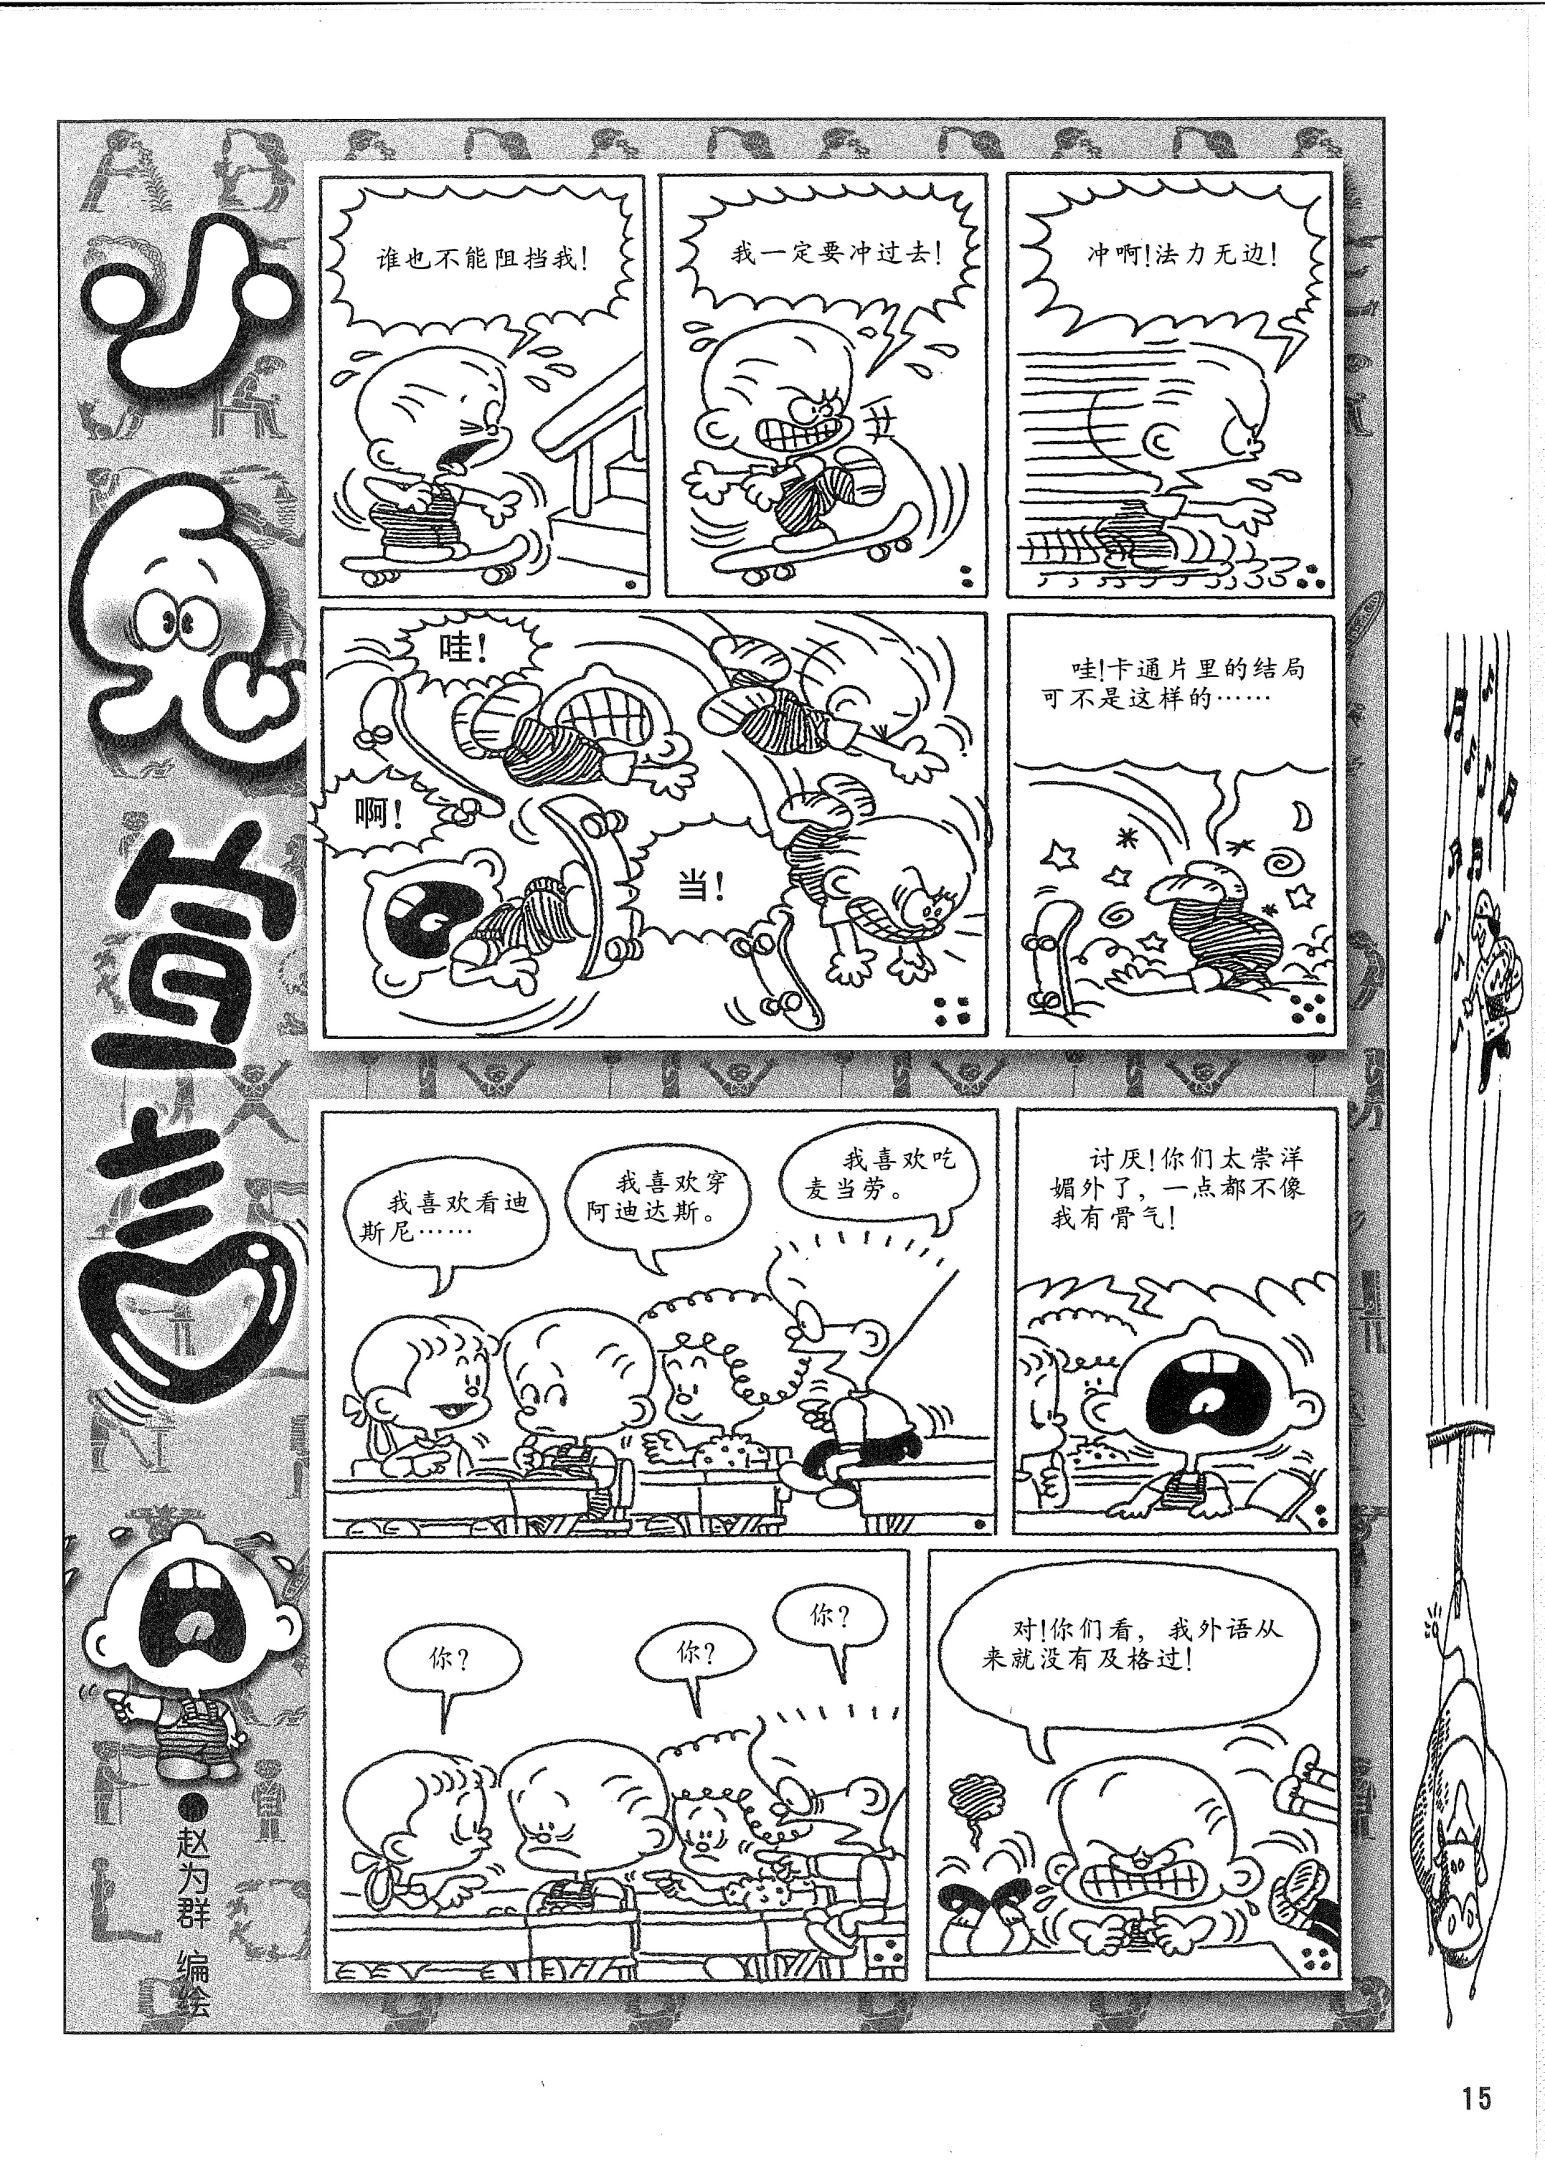 小儿宣言
●赵为群 编绘
谁也不能阻挡我!
我一定要冲过去!
冲啊!法力无边!
哇!
啊!
当!
哇!卡通片里的结局
可不是这样的……
我喜欢看迪
斯尼……
我喜欢穿
阿迪达斯。
我喜欢吃
麦当劳。
讨厌!你们太崇洋
媚外了，一点都不像
我有骨气!
你?
你?
你?
对!你们看，我外语从
来就没有及格过!
15